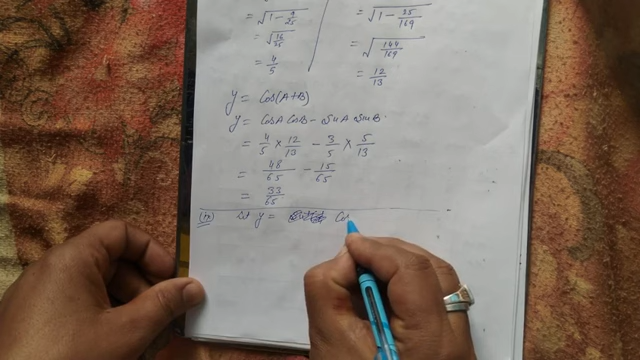 = √1 - 9/25
= √1 - 25/169
= √16/25
= √144/169
= 4/5
= 12/13
y = Cos(A+B)
y = CosA CosB - SinA SinB.
= 4/5 × 12/13 - 3/5 × 5/13
= 48/65 - 15/65
= 33/65
Let y = Cos